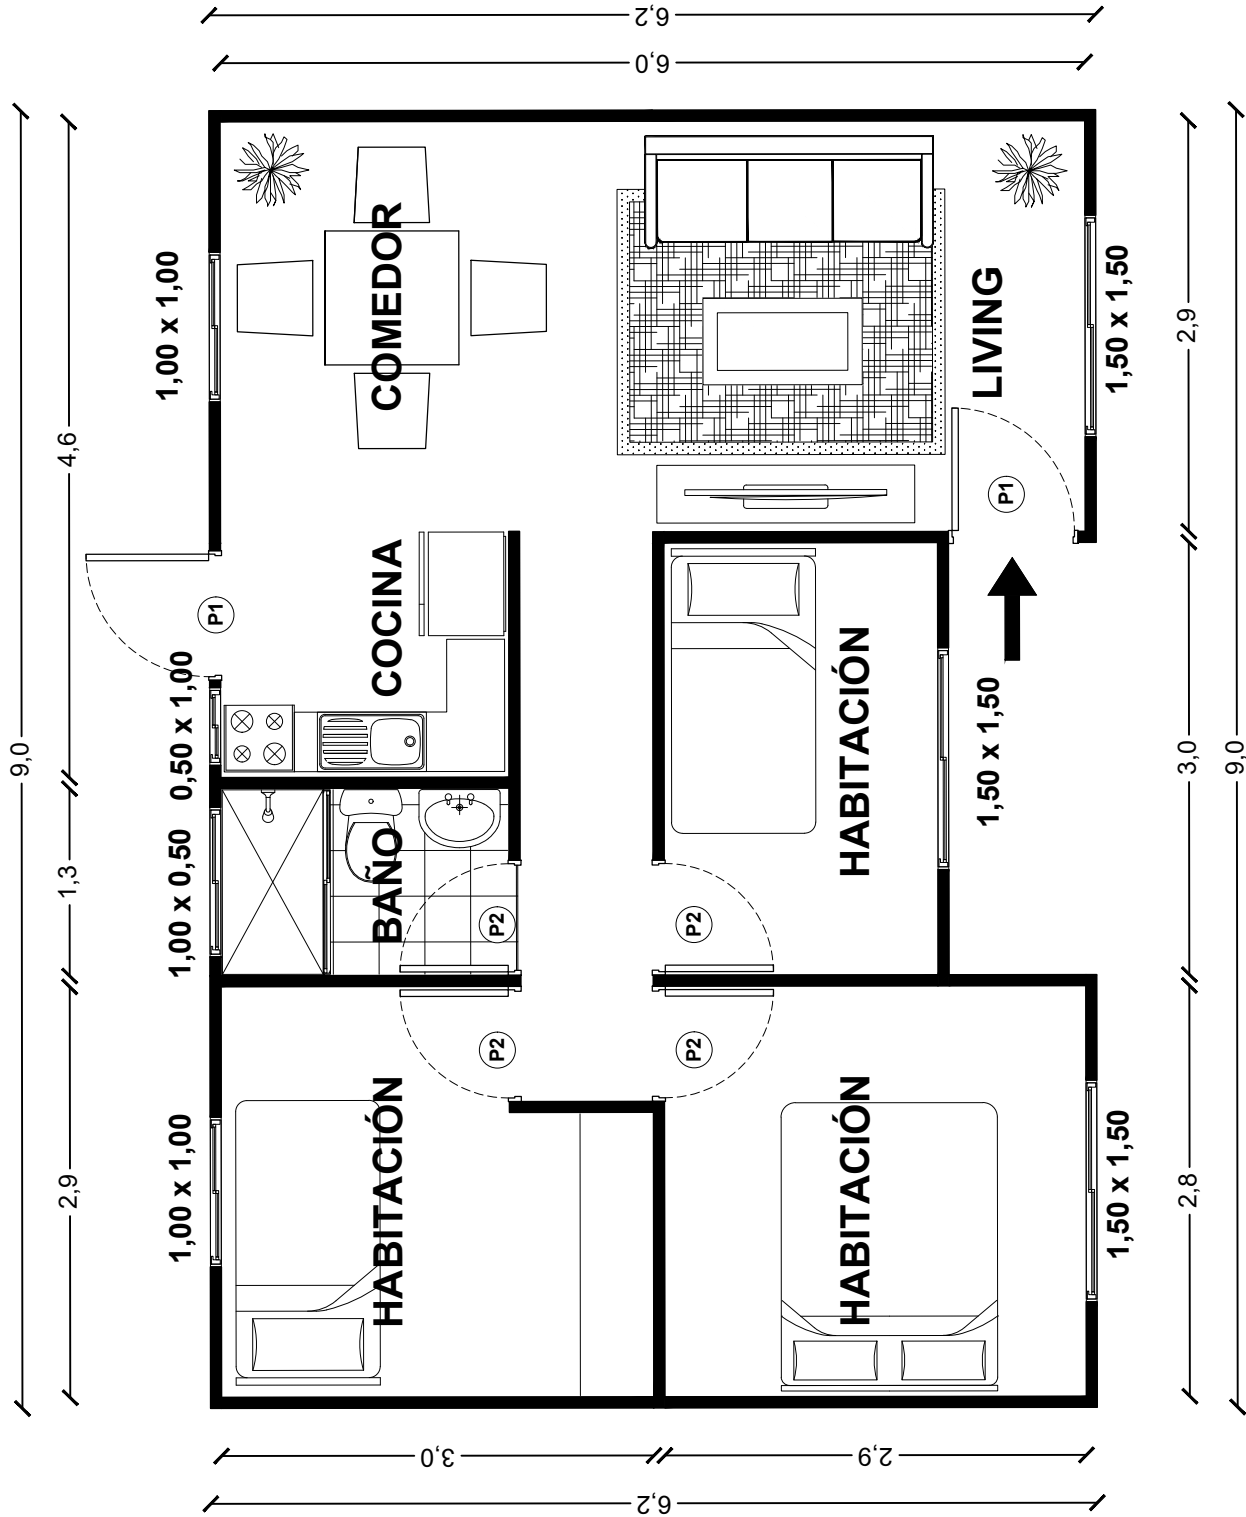 6,2
6,0
9,0
4,6
1,3
2,9
1,00 x 1,00
0,50 x 1,00
1,00 x 0,50
1,00 x 1,00
COMEDOR
COCINA
BAÑO
HABITACIÓN
LIVING
HABITACIÓN
HABITACIÓN
P1
P1
P2
P2
P2
P2
1,50 x 1,50
1,50 x 1,50
1,50 x 1,50
2,9
3,0
2,8
9,0
3,0
2,9
6,2